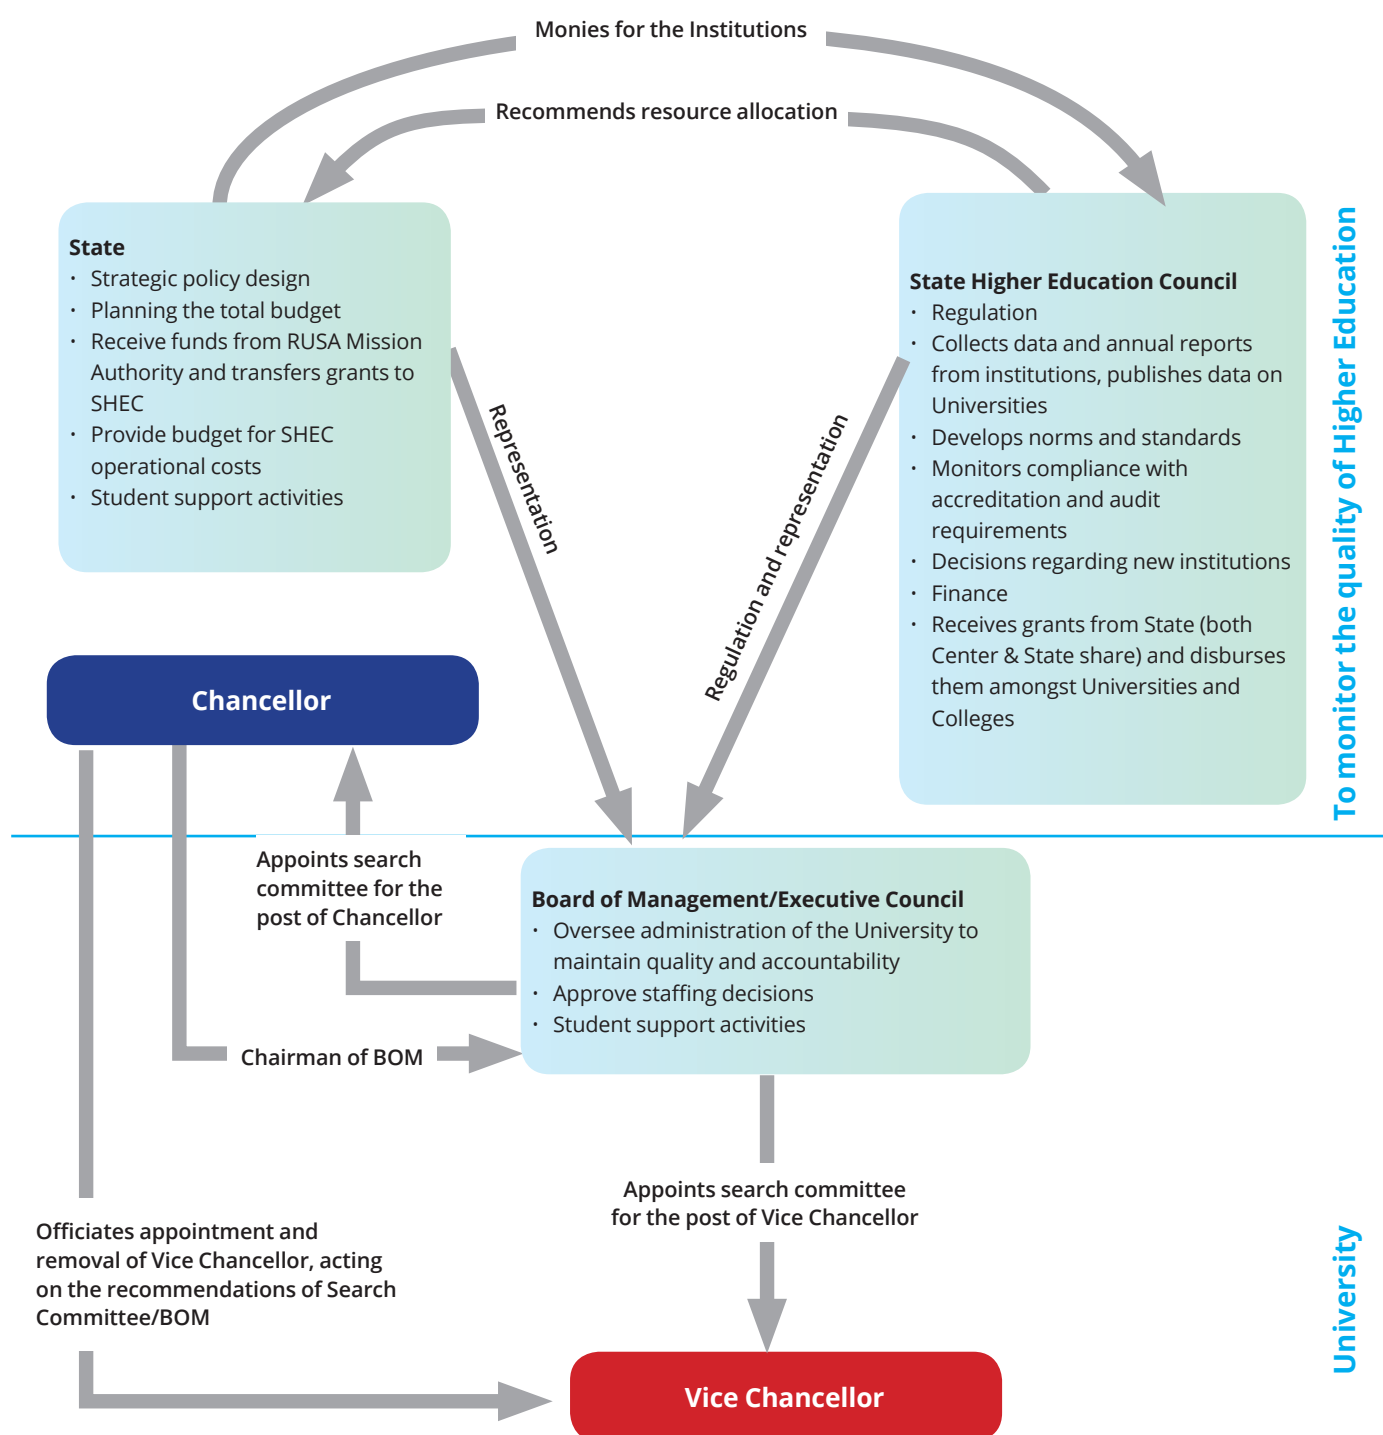 Monies for the Institutions
Recommends resource allocation
State
· Strategic policy design
· Planning the total budget
· Receive funds from RUSA Mission
Authority and transfers grants to
SHEC
· Provide budget for SHEC
operational costs
· Student support activities
Representation
Regulation and representation
State Higher Education Council
· Regulation
· Collects data and annual reports
from institutions, publishes data on
Universities
· Develops norms and standards
· Monitors compliance with
accreditation and audit
requirements
· Decisions regarding new institutions
· Finance
· Receives grants from State (both
Center & State share) and disburses
them amongst Universities and
Colleges
To monitor the quality of Higher Education
Chancellor
Appoints search
committee for the
post of Chancellor
Board of Management/Executive Council
· Oversee administration of the University to
maintain quality and accountability
· Approve staffing decisions
· Student support activities
Chairman of BOM
Appoints search committee
for the post of Vice Chancellor
Officiates appointment and
removal of Vice Chancellor, acting
on the recommendations of Search
Committee/BOM
University
Vice Chancellor